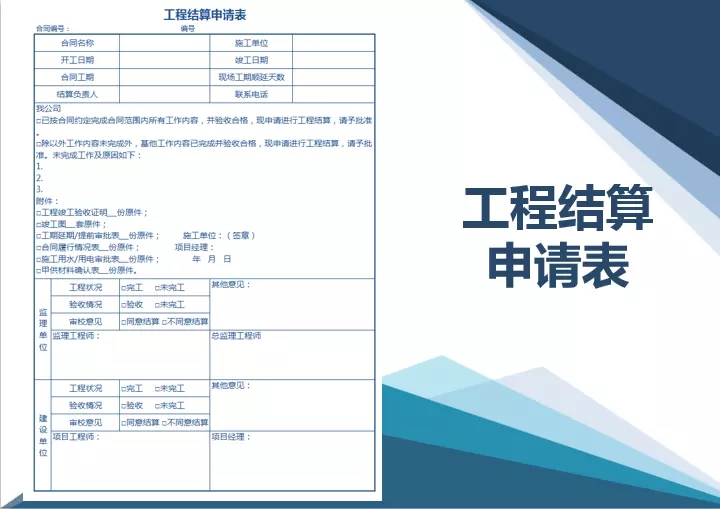 工程结算申请表
合同编号： 编号
合同名称 施工单位
开工日期 竣工日期
合同工期 现场工期顺延天数
结算负责人 联系电话
我公司
□已按合同约定完成合同范围内所有工作内容，并验收合格，现申请进行工程结算，请予批准
。
□除以外工作内容未完成外，基他工作内容已完成并验收合格，现申请进行工程结算，请予批
准。未完成工作及原因如下：
1.
2.
3.
附件：
□工程竣工验收证明__份原件；
□竣工图__套原件；
□工期延期/提前审批表__份原件； 施工单位：（签章）
□合同履行情况表__份原件； 项目经理：
□施工用水/用电审批表__份原件； 年 月 日
□甲供材料确认表__份原件。
监理单位
工程状况 □完工 □未完工 其他意见：
验收情况 □验收 □未完工
审校意见 □同意结算 □不同意结算
监理工程师： 总监理工程师
建设单位
工程状况 □完工 □未完工 其他意见：
验收情况 □验收 □未完工
审校意见 □同意结算 □不同意结算
项目工程师： 项目经理：
工程结算
申请表